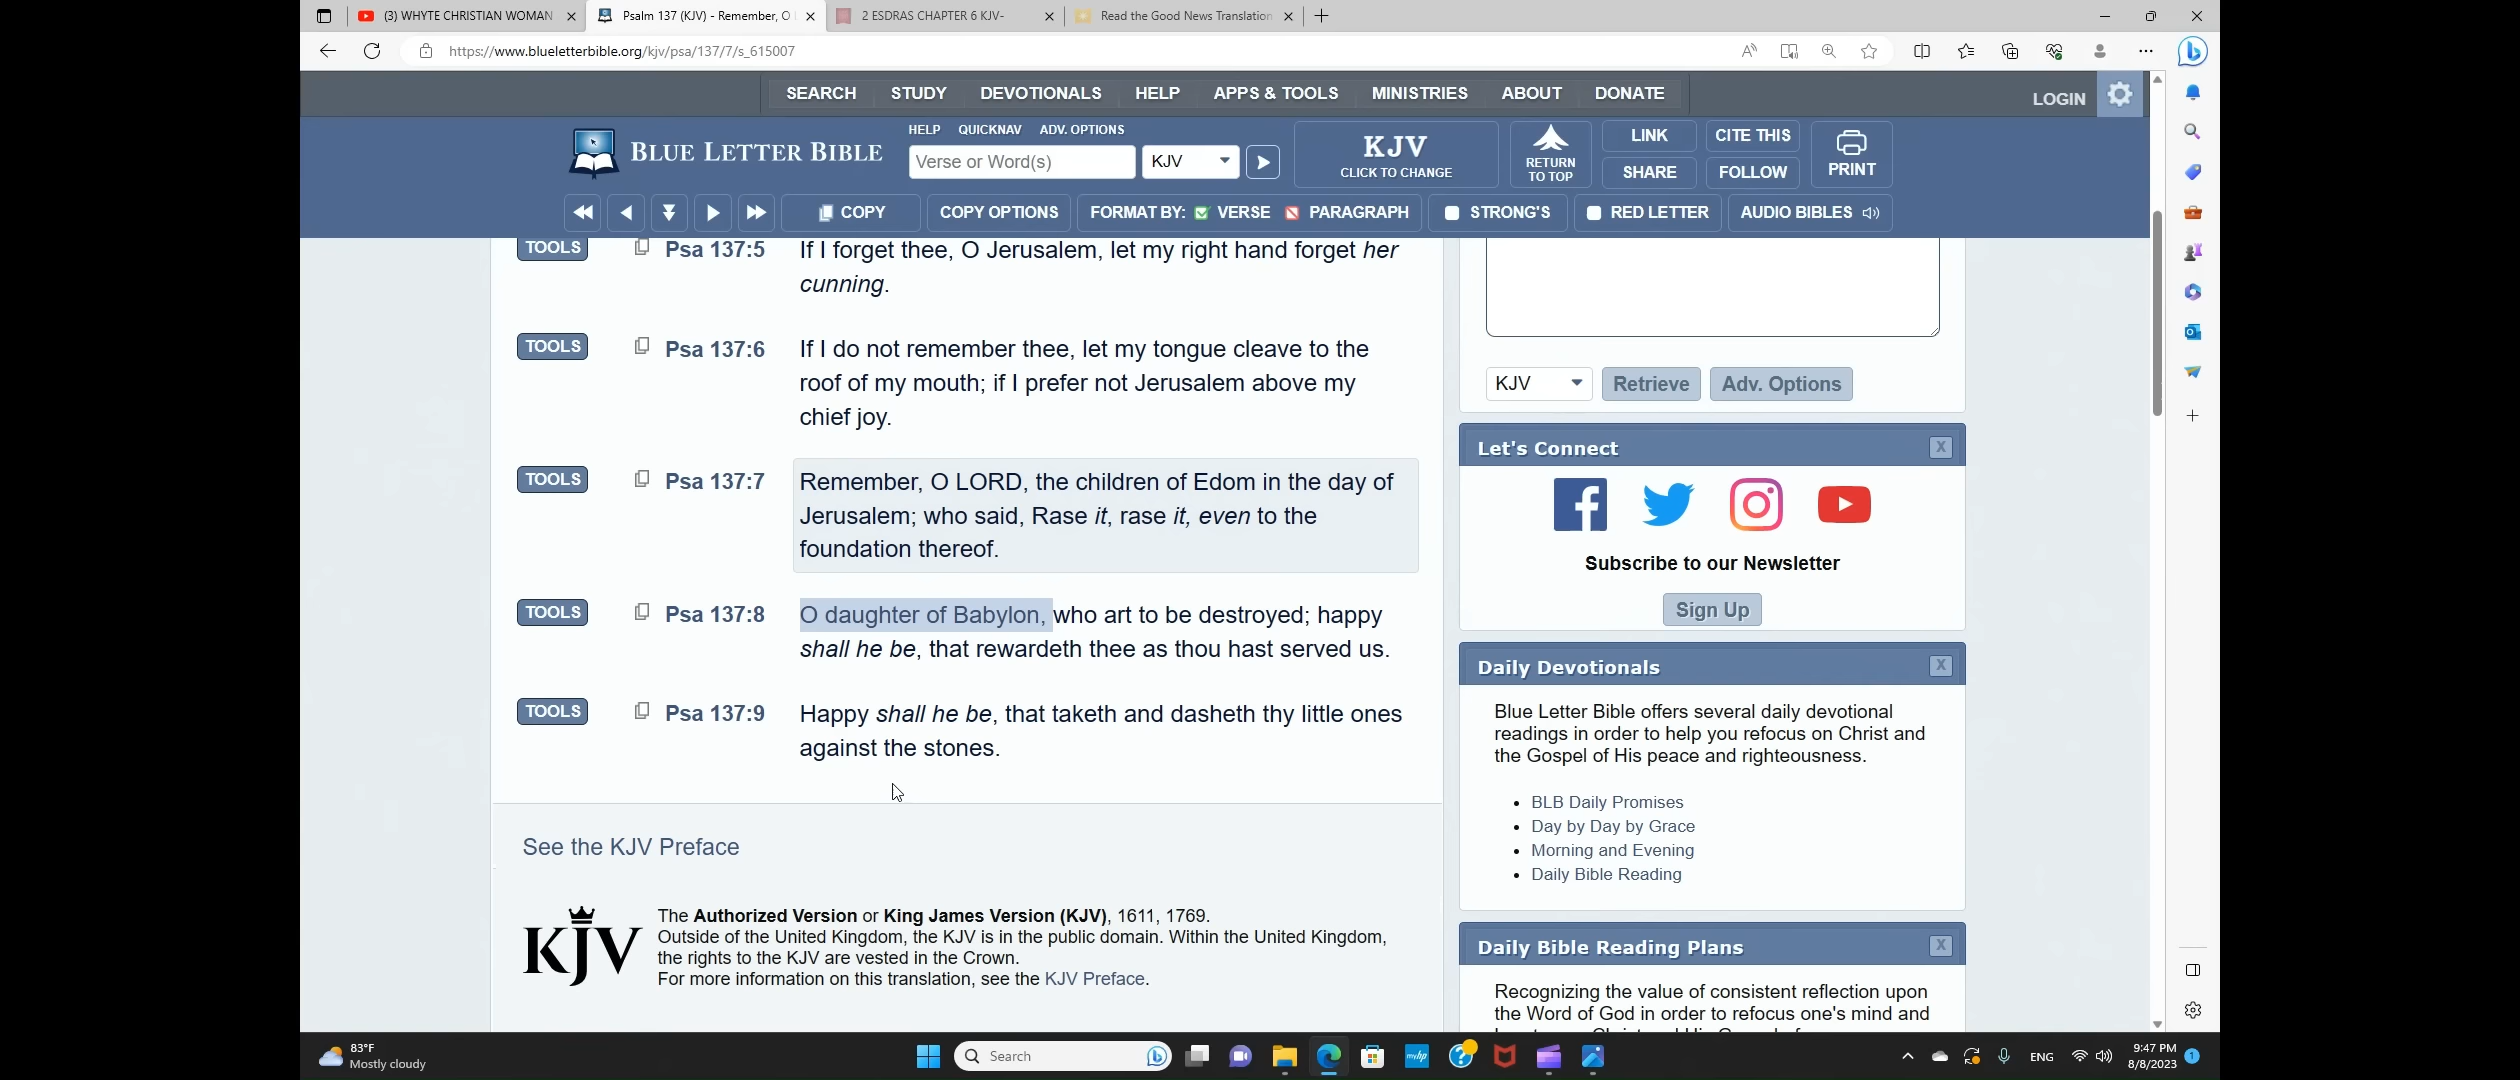 (3) WHYTE CHRISTIAN WOMAN
Psalm 137 (KJV) - Remember, O
2 ESDRAS CHAPTER 6 KJV-
Read the Good News Translation
https://www.blueletterbible.org/kjv/psa/137/7/s_615007
SEARCH STUDY DEVOTIONALS HELP APPS & TOOLS MINISTRIES ABOUT DONATE
LOGIN
HELP QUICKNAV ADV. OPTIONS
BLUE LETTER BIBLE
Verse or Word(s)
KJV
KJV
CLICK TO CHANGE
RETURN
TO TOP
LINK
CITE THIS
SHARE
FOLLOW
PRINT
COPY
COPY OPTIONS
FORMAT BY: VERSE PARAGRAPH
STRONG'S
RED LETTER
AUDIO BIBLES
TOOLS Psa 137:5 If I forget thee, O Jerusalem, let my right hand forget her
cunning.
TOOLS Psa 137:6 If I do not remember thee, let my tongue cleave to the
roof of my mouth; if I prefer not Jerusalem above my
chief joy.
TOOLS Psa 137:7 Remember, O LORD, the children of Edom in the day of
Jerusalem; who said, Rase it, rase it, even to the
foundation thereof.
TOOLS Psa 137:8 O daughter of Babylon, who art to be destroyed; happy
shall he be, that rewardeth thee as thou hast served us.
TOOLS Psa 137:9 Happy shall he be, that taketh and dasheth thy little ones
against the stones.
See the KJV Preface
KJV
The Authorized Version or King James Version (KJV), 1611, 1769.
Outside of the United Kingdom, the KJV is in the public domain. Within the United Kingdom,
the rights to the KJV are vested in the Crown.
For more information on this translation, see the KJV Preface.
KJV
Retrieve
Adv. Options
Let's Connect
X
Subscribe to our Newsletter
Sign Up
Daily Devotionals
X
Blue Letter Bible offers several daily devotional
readings in order to help you refocus on Christ and
the Gospel of His peace and righteousness.
BLB Daily Promises
Day by Day by Grace
Morning and Evening
Daily Bible Reading
Daily Bible Reading Plans
X
Recognizing the value of consistent reflection upon
the Word of God in order to refocus one's mind and
83°F
Mostly cloudy
Search
myhp
ENG
9:47 PM
8/8/2023
1